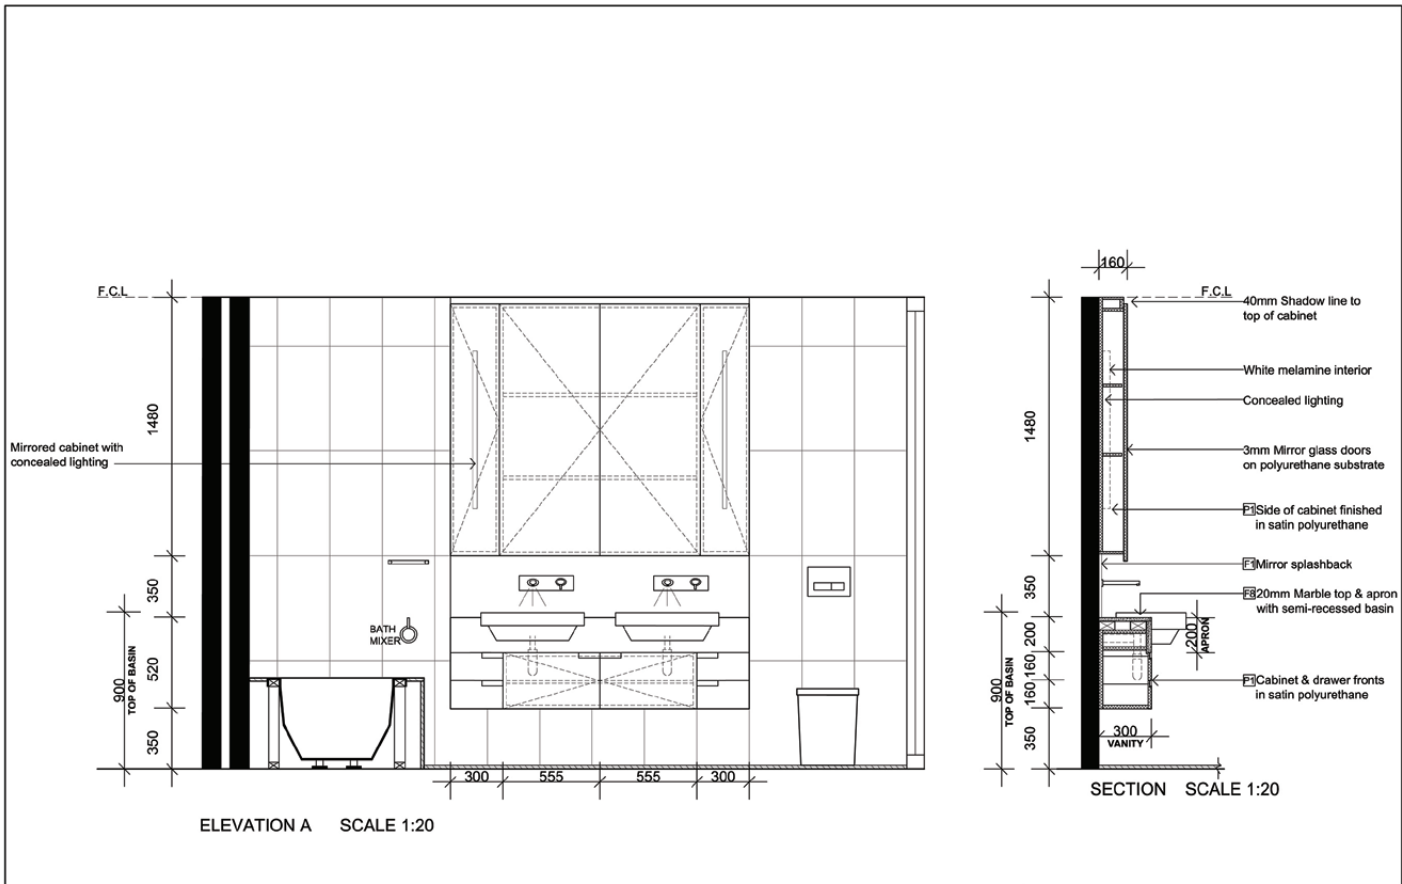 160
F.C.L
F.C.L
40mm Shadow line to
top of cabinet
White melamine interior
Concealed lighting
1480
1480
Mirrored cabinet with
concealed lighting
3mm Mirror glass doors
on polyurethane substrate
P1 Side of cabinet finished
in satin polyurethane
F1 Mirror splashback
350
350
F8 20mm Marble top & apron
with semi-recessed basin
BATH
MIXER
200
200
APRON
900
TOP OF BASIN
520
900
TOP OF BASIN
160
160
P1 Cabinet & drawer fronts
in satin polyurethane
350
350
300
VANITY
300
555
555
300
SECTION SCALE 1:20
ELEVATION A SCALE 1:20